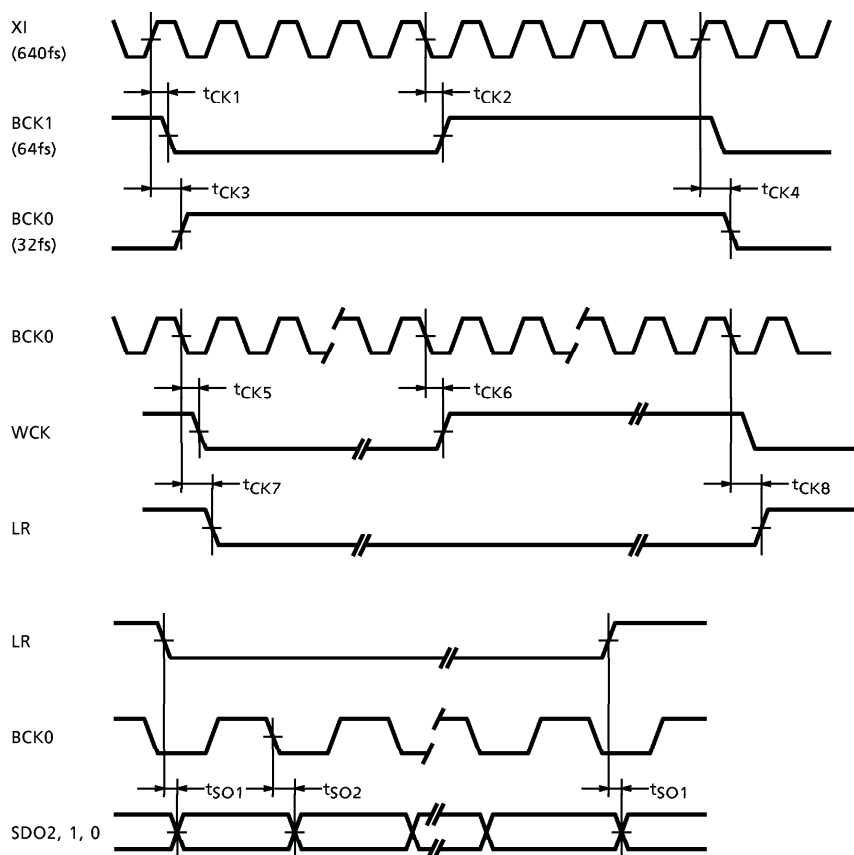 XI
(640fs)
tCK1
tCK2
BCK1
(64fs)
tCK3
tCK4
BCK0
(32fs)
BCK0
tCK5
tCK6
WCK
tCK7
tCK8
LR
LR
BCK0
tSO1
tSO2
tSO1
SDO2, 1, 0